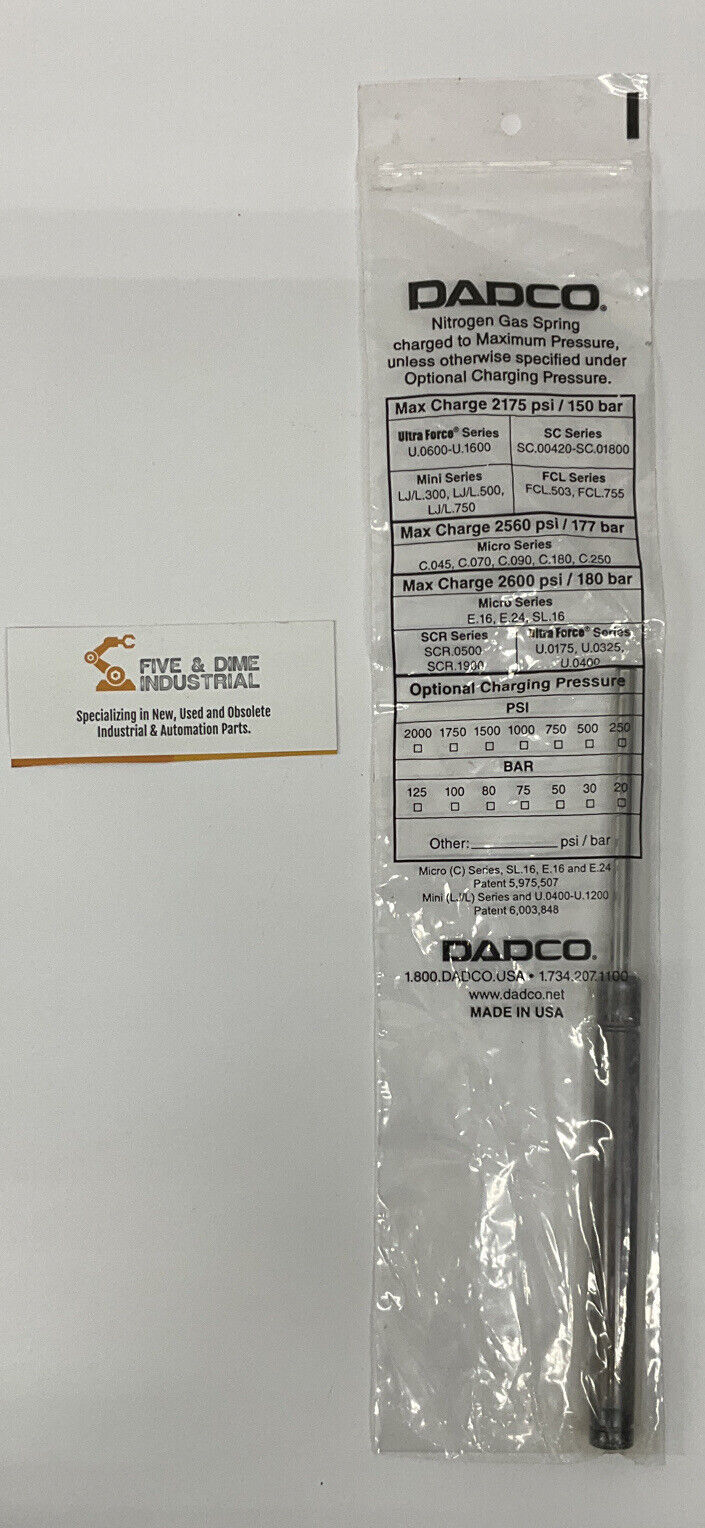 DADCO®
Nitrogen Gas Spring
charged to Maximum Pressure,
unless otherwise specified under
Optional Charging Pressure.
Max Charge 2175 psi / 150 bar
Ultra Force® Series
U.0600-U.1600
SC Series
SC.00420-SC.01800
Mini Series
LJ/L.300, LJ/L.500,
LJ/L.750
FCL Series
FCL.503, FCL.755
Max Charge 2560 psi / 177 bar
Micro Series
C.045, C.070, C.090, C.180, C.250
Max Charge 2600 psi / 180 bar
Micro Series
E.16, E.24, SL.16
SCR Series
SCR.0500
SCR.1900
Ultra Force® Series
U.0175, U.0325,
U.0400
Optional Charging Pressure
PSI
2000 1750 1500 1000 750 500 250
BAR
125 100 80 75 50 30 20
Other:__________ psi / bar
Micro (C) Series, SL.16, E.16 and E.24
Patent 5,975,507
Mini (LJ/L) Series and U.0400-U.1200
Patent 6,003,848
DADCO®
1.800.DADCO.USA • 1.734.207.1100
www.dadco.net
MADE IN USA
FIVE & DIME
INDUSTRIAL
Specializing in New, Used and Obsolete
Industrial & Automation Parts.